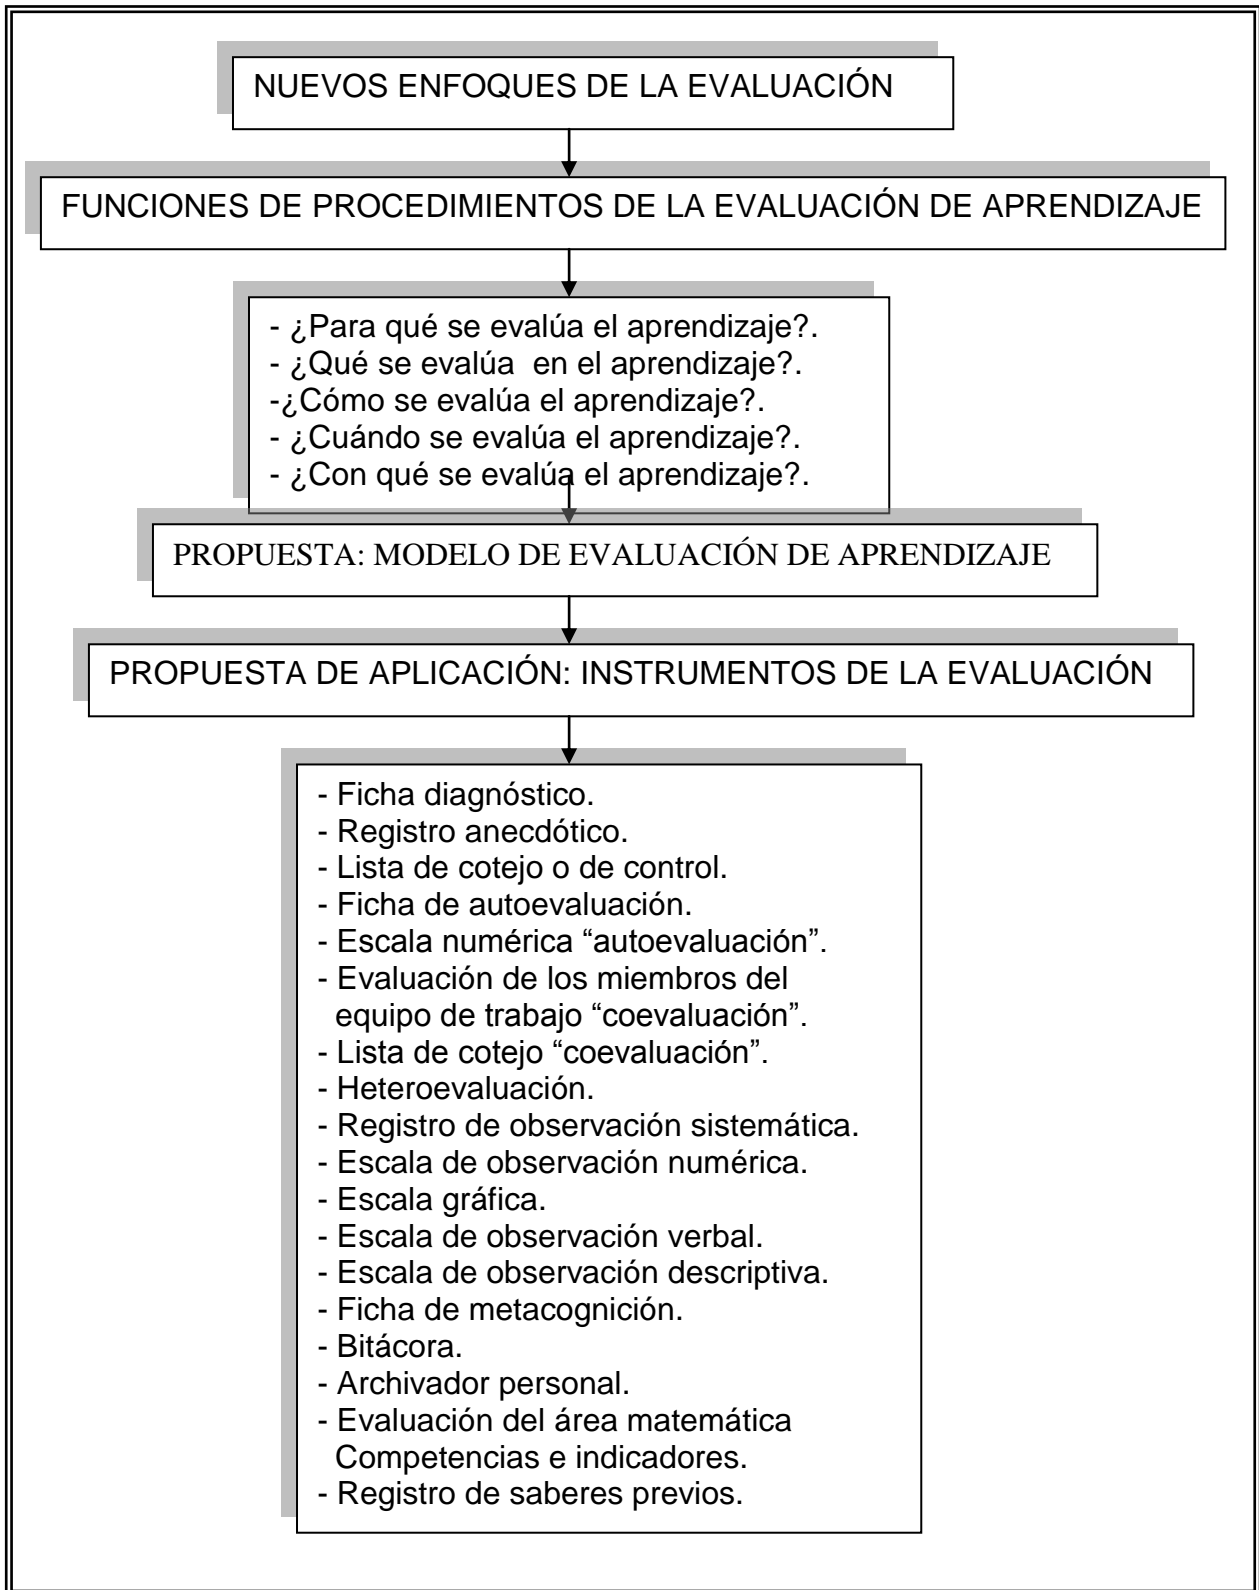 NUEVOS ENFOQUES DE LA EVALUACIÓN
FUNCIONES DE PROCEDIMIENTOS DE LA EVALUACIÓN DE APRENDIZAJE
- ¿Para qué se evalúa el aprendizaje?.
- ¿Qué se evalúa  en el aprendizaje?.
-¿Cómo se evalúa el aprendizaje?.
- ¿Cuándo se evalúa el aprendizaje?.
- ¿Con qué se evalúa el aprendizaje?.
PROPUESTA: MODELO DE EVALUACIÓN DE APRENDIZAJE
PROPUESTA DE APLICACIÓN: INSTRUMENTOS DE LA EVALUACIÓN
- Ficha diagnóstico.
- Registro anecdótico.
- Lista de cotejo o de control.
- Ficha de autoevaluación.
- Escala numérica “autoevaluación”.
- Evaluación de los miembros del
equipo de trabajo “coevaluación”.
- Lista de cotejo “coevaluación”.
- Heteroevaluación.
- Registro de observación sistemática.
- Escala de observación numérica.
- Escala gráfica.
- Escala de observación verbal.
- Escala de observación descriptiva.
- Ficha de metacognición.
- Bitácora.
- Archivador personal.
- Evaluación del área matemática
Competencias e indicadores.
- Registro de saberes previos.